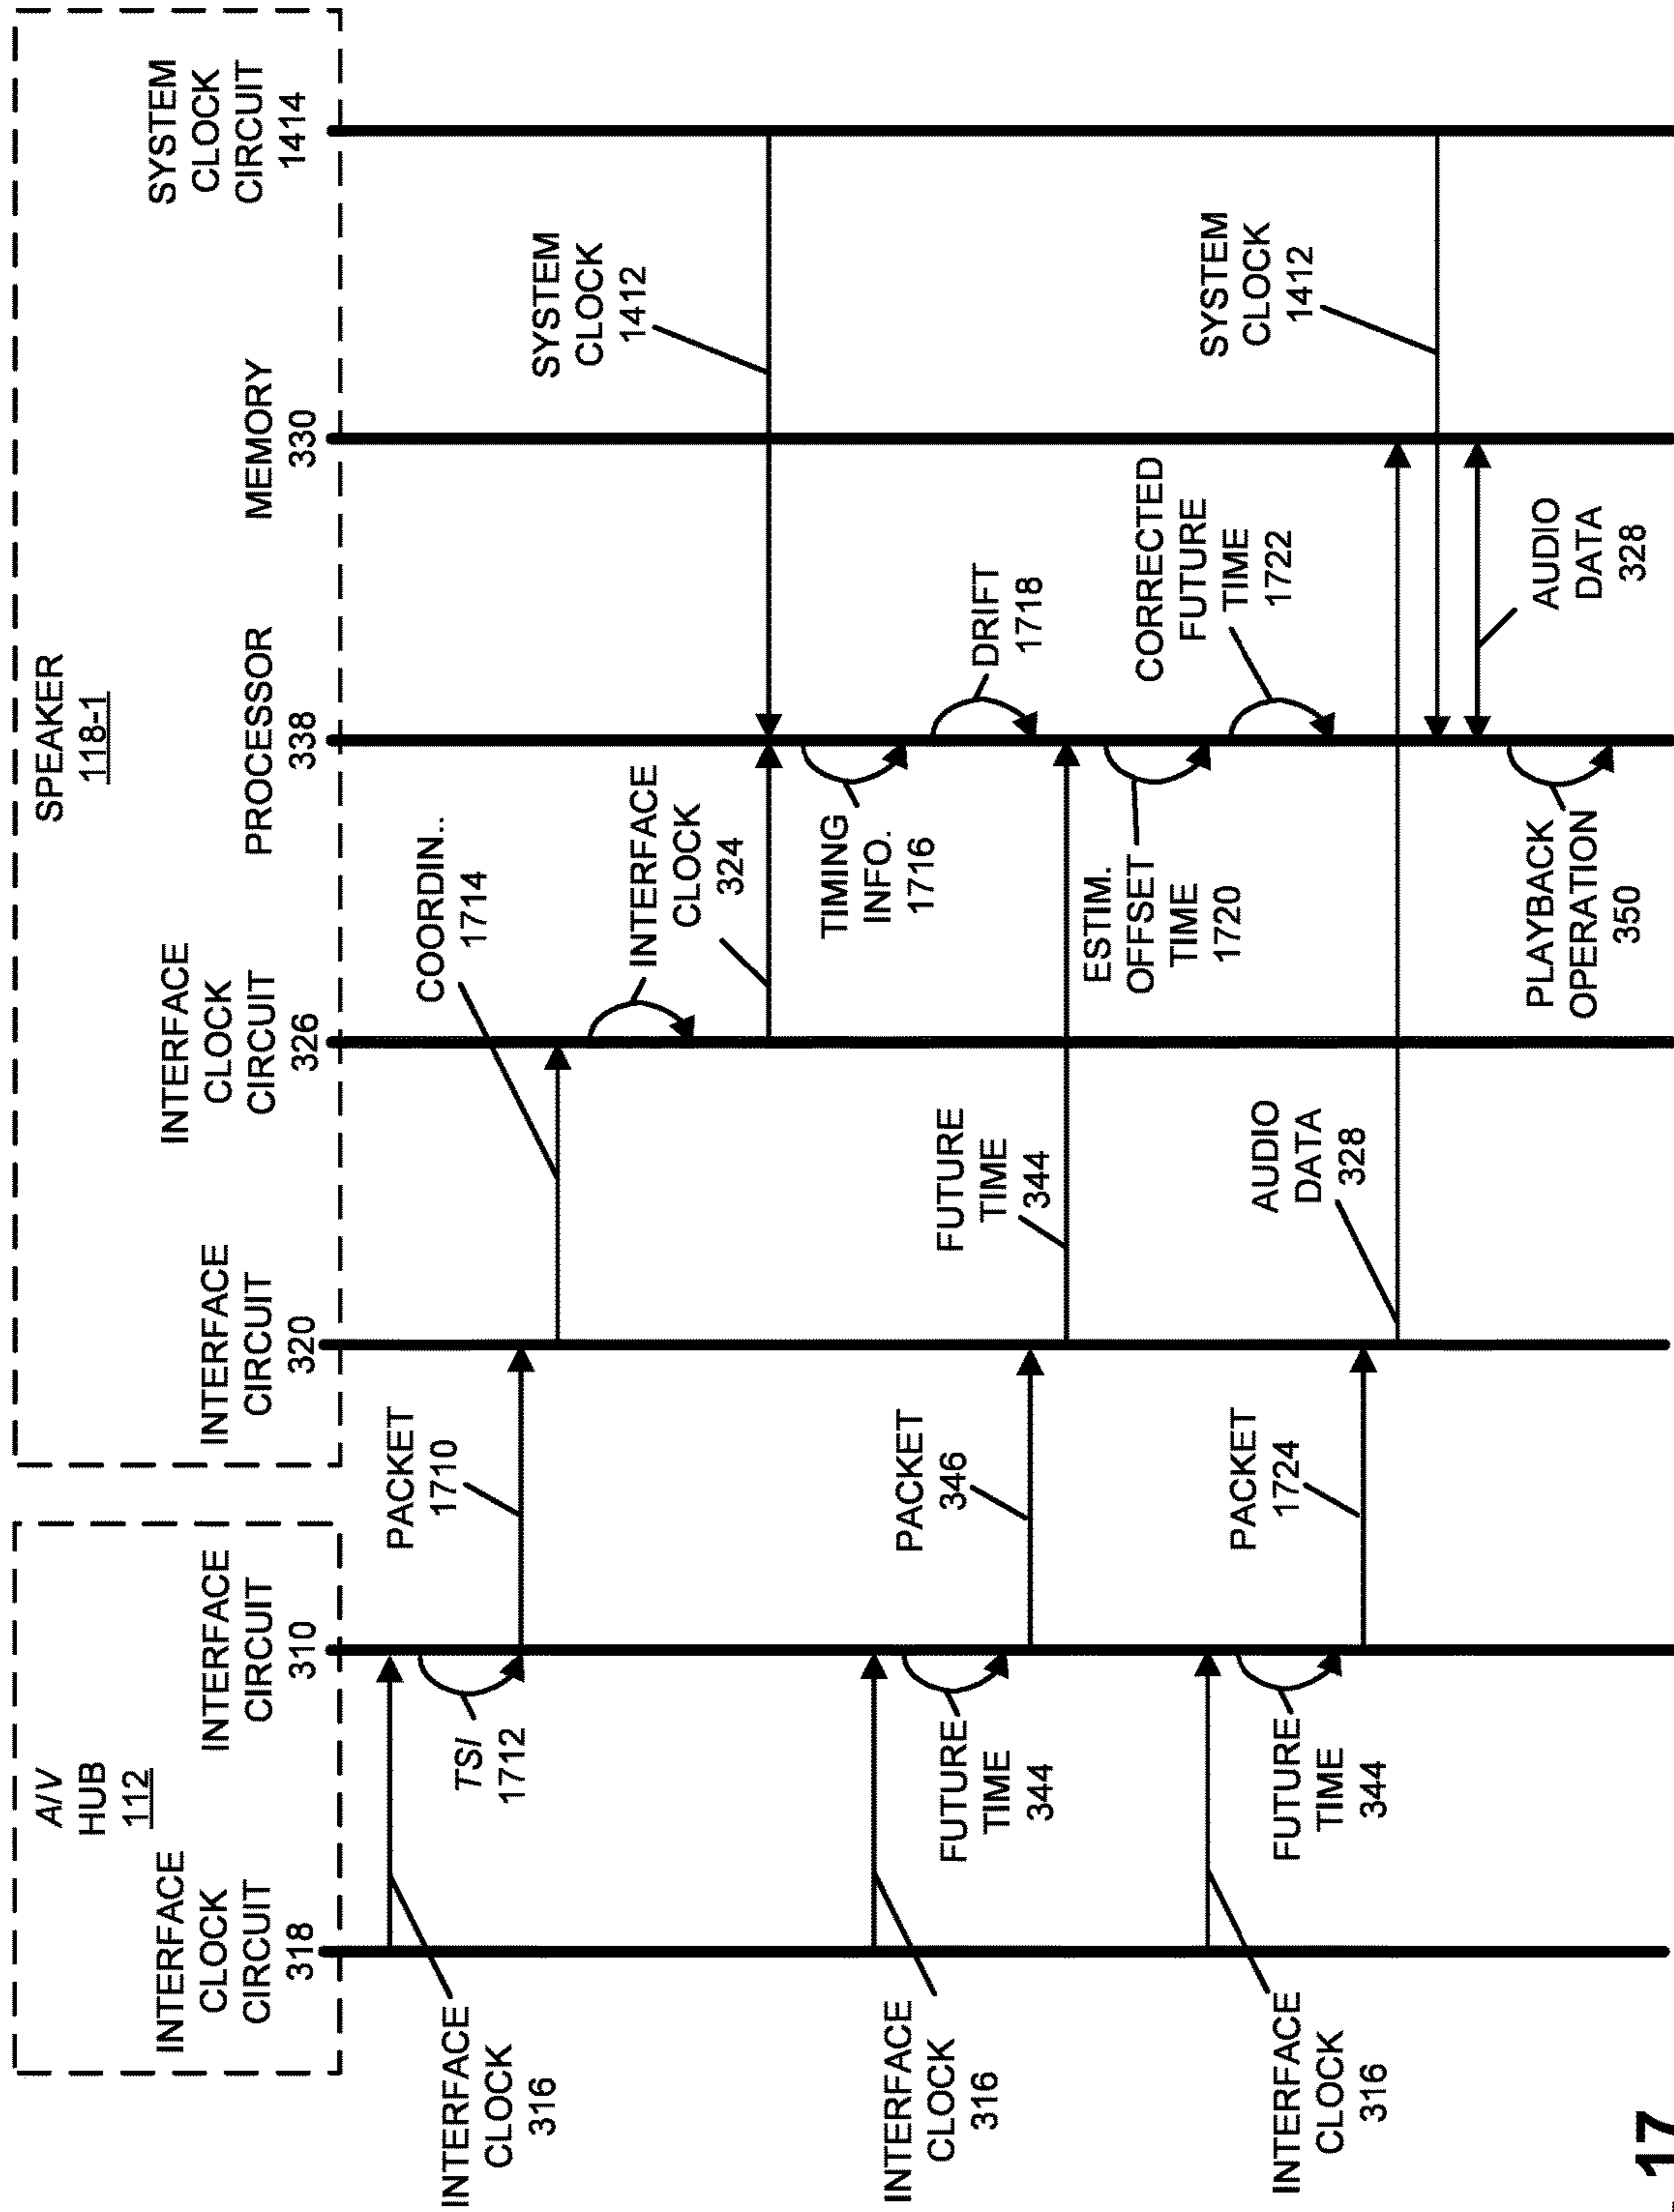 A/V
HUB
112
INTERFACE
CLOCK
CIRCUIT
318
INTERFACE
CIRCUIT
310
SPEAKER
118-1
INTERFACE
CIRCUIT
320
INTERFACE
CLOCK
CIRCUIT
326
PROCESSOR
338
MEMORY
330
SYSTEM
CLOCK
CIRCUIT
1414
INTERFACE
CLOCK
316
TSI
1712
PACKET
1710
COORDIN..
1714
INTERFACE
CLOCK
324
SYSTEM
CLOCK
1412
TIMING
INFO.
1716
DRIFT
1718
INTERFACE
CLOCK
316
FUTURE
TIME
344
PACKET
346
FUTURE
TIME
344
ESTIM.
OFFSET
TIME
1720
CORRECTED
FUTURE
TIME
1722
INTERFACE
CLOCK
316
FUTURE
TIME
344
PACKET
1724
AUDIO
DATA
328
SYSTEM
CLOCK
1412
AUDIO
DATA
328
PLAYBACK
OPERATION
350
17